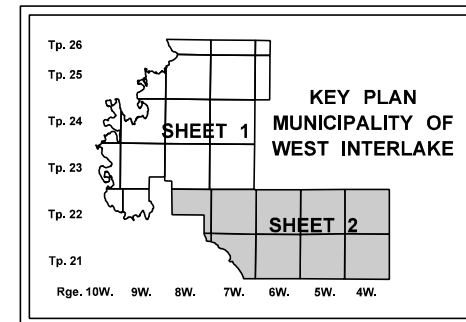 Tp. 26
Tp. 25
KEY PLAN
Tp. 24
MUNICIPALITY OF
SHEET 1
WEST INTERLAKE
Tp. 23
Tp. 22
SHEET 2
Tp. 21
Rge. 10W. 9W. 8W. 7W. 6W. 5W. 4W.